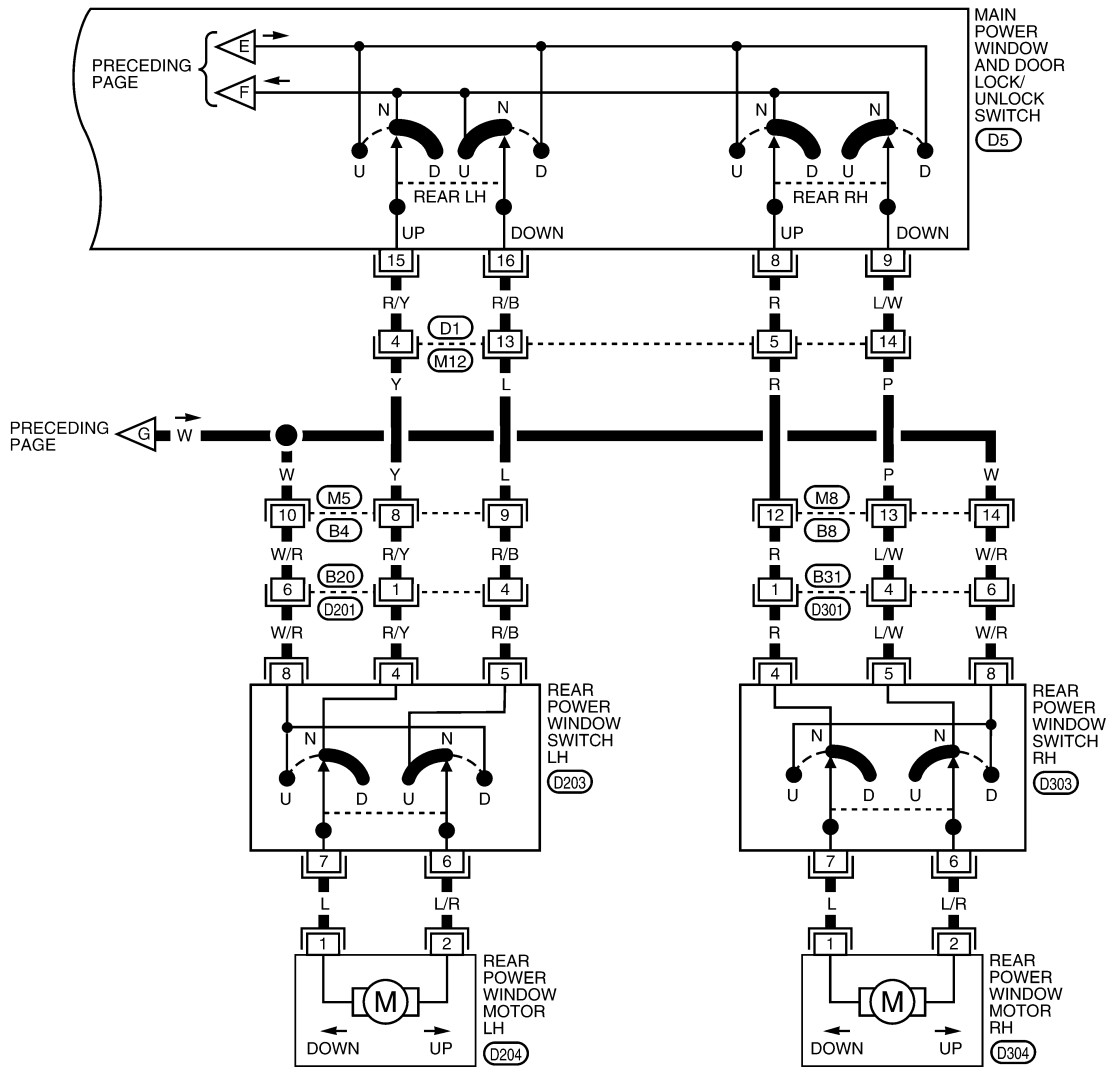 MAIN
POWER
WINDOW
AND DOOR
LOCK/
UNLOCK
SWITCH
D5
PRECEDING
PAGE
E
F
N N N N
U D U D U D U D
REAR LH REAR RH
UP DOWN UP DOWN
15 16 8 9
R/Y R/B R L/W
4 D1 13 5 14
M12
Y L R P
PRECEDING
PAGE
G W
W Y L P W
10 M5 8 9 12 M8 13 14
B4 B8
W/R R/Y R/B R L/W W/R
6 B20 1 4 1 B31 4 6
D201 D301
W/R R/Y R/B R L/W W/R
8 4 5 4 5 8
REAR
POWER
WINDOW
SWITCH
LH
D203
N N
U D U D
REAR
POWER
WINDOW
SWITCH
RH
D303
N N
U D U D
7 6 7 6
L L/R L L/R
1 2 1 2
REAR
POWER
WINDOW
MOTOR
LH
D204
M
DOWN UP
REAR
POWER
WINDOW
MOTOR
RH
D304
M
DOWN UP